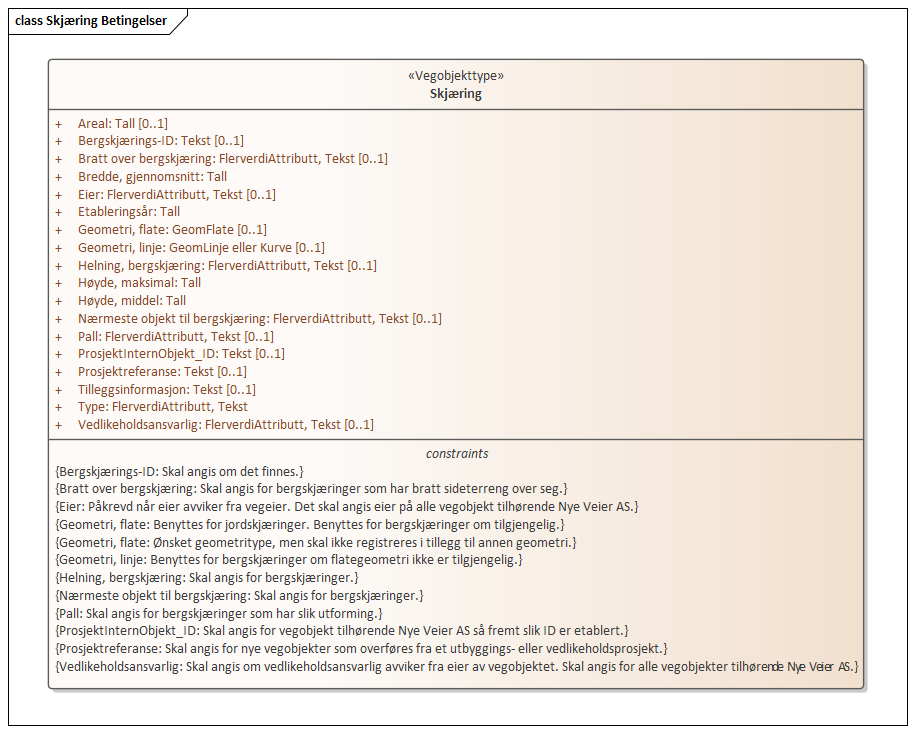 class Skjæring Betingelser
«Vegobjekttype»
Skjæring
+ Areal: Tall [0..1]
+ Bergskjærings-ID: Tekst [0..1]
+ Bratt over bergskjæring: FlerverdiAttributt, Tekst [0..1]
+ Bredde, gjennomsnitt: Tall
+ Eier: FlerverdiAttributt, Tekst [0..1]
+ Etableringsår: Tall
+ Geometri, flate: GeomFlate [0..1]
+ Geometri, linje: GeomLinje eller Kurve [0..1]
+ Helning, bergskjæring: FlerverdiAttributt, Tekst [0..1]
+ Høyde, maksimal: Tall
+ Høyde, middel: Tall
+ Nærmeste objekt til bergskjæring: FlerverdiAttributt, Tekst [0..1]
+ Pall: FlerverdiAttributt, Tekst [0..1]
+ ProsjektInternObjekt_ID: Tekst [0..1]
+ Prosjektreferanse: Tekst [0..1]
+ Tilleggsinformasjon: Tekst [0..1]
+ Type: FlerverdiAttributt, Tekst
+ Vedlikeholdsansvarlig: FlerverdiAttributt, Tekst [0..1]
constraints
{Bergskjærings-ID: Skal angis om det finnes.}
{Bratt over bergskjæring: Skal angis for bergskjæringer som har bratt sideterreng over seg.}
{Eier: Påkrevd når eier avviker fra vegeier. Det skal angis eier på alle vegobjekt tilhørende Nye Veier AS.}
{Geometri, flate: Benyttes for jordskjæringer. Benyttes for bergskjæringer om tilgjengelig.}
{Geometri, flate: Ønsket geometritype, men skal ikke registreres i tillegg til annen geometri.}
{Geometri, linje: Benyttes for bergskjæringer om flategeometri ikke er tilgjengelig.}
{Helning, bergskjæring: Skal angis for bergskjæringer.}
{Nærmeste objekt til bergskjæring: Skal angis for bergskjæringer.}
{Pall: Skal angis for bergskjæringer som har slik utforming.}
{ProsjektInternObjekt_ID: Skal angis for vegobjekt tilhørende Nye Veier AS så fremt slik ID er etablert.}
{Prosjektreferanse: Skal angis for nye vegobjekter som overføres fra et utbyggings- eller vedlikeholdsprosjekt.}
{Vedlikeholdsansvarlig: Skal angis om vedlikeholdsansvarlig avviker fra eier av vegobjektet. Skal angis for alle vegobjekter tilhørende Nye Veier AS.}